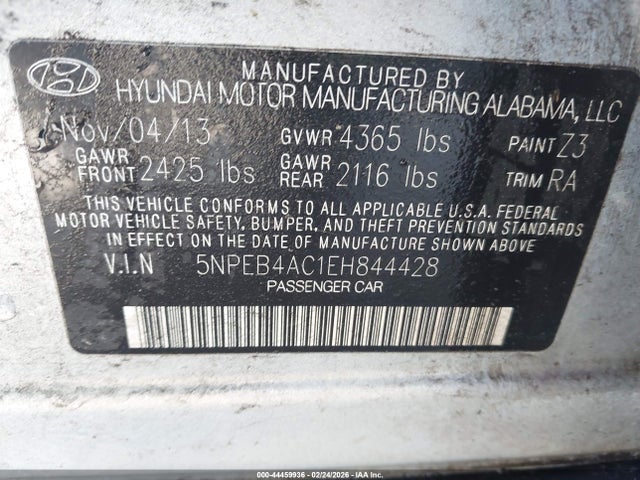 MANUFACTURED BY
HYUNDAI MOTOR MANUFACTURING ALABAMA, LLC
Nov/04/13 GVWR 4365 lbs PAINT Z3
GAWR FRONT 2425 lbs GAWR REAR 2116 lbs TRIM RA
THIS VEHICLE CONFORMS TO ALL APPLICABLE U.S.A. FEDERAL
MOTOR VEHICLE SAFETY, BUMPER, AND THEFT PREVENTION STANDARDS
IN EFFECT ON THE DATE OF MANUFACTURE SHOWN ABOVE
V.I.N 5NPEB4AC1EH844428
PASSENGER CAR
000-44459936 - 02/24/2026 - IAA, Inc.